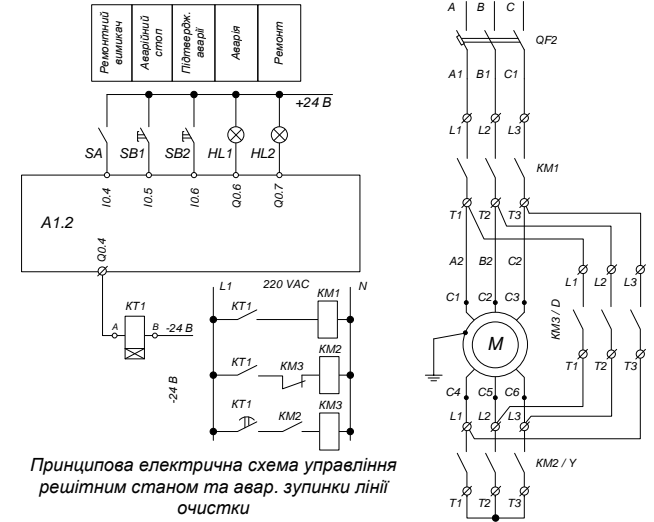 Ремонтний вимикач
Аварійний стоп
Підтвердж. аварії
Аварія
Ремонт
+24 В
SA
SB1
SB2
HL1
HL2
I0.4
I0.5
I0.6
Q0.6
Q0.7
A1.2
Q0.4
KT1
A
B
-24 В
-24 В
L1
220 VAC
N
KT1
KM1
KT1
KM3
KM2
KT1
KM2
KM3
Принципова електрична схема управління
решітним станом та авар. зупинки лінії
очистки
A
B
C
QF2
A1
B1
C1
L1
L2
L3
KM1
T1
T2
T3
A2
B2
C2
C1
C2
C3
M
C4
C5
C6
L1
L2
L3
KM3 / D
T1
T2
T3
L1
L2
L3
KM2 / Y
T1
T2
T3